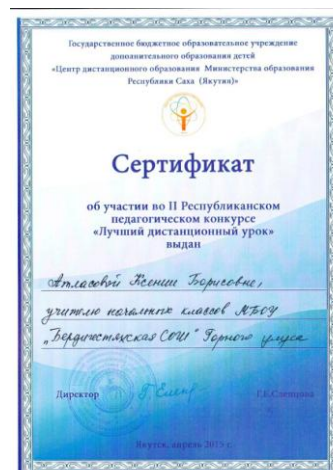 Государственное бюджетное образовательное учреждение
дополнительного образования детей
«Центр дистанционного образования Министерства образования
Республики Саха (Якутия)»
Сертификат
об участии во II Республиканском
педагогическом конкурсе
«Лучший дистанционный урок»
выдан
Атласовой Ксении Борисовне,
учителю начальных классов МБОУ
„Бердигестяхская СОШ" Горного улуса
Директор
Якутск, апрель 2015 г.